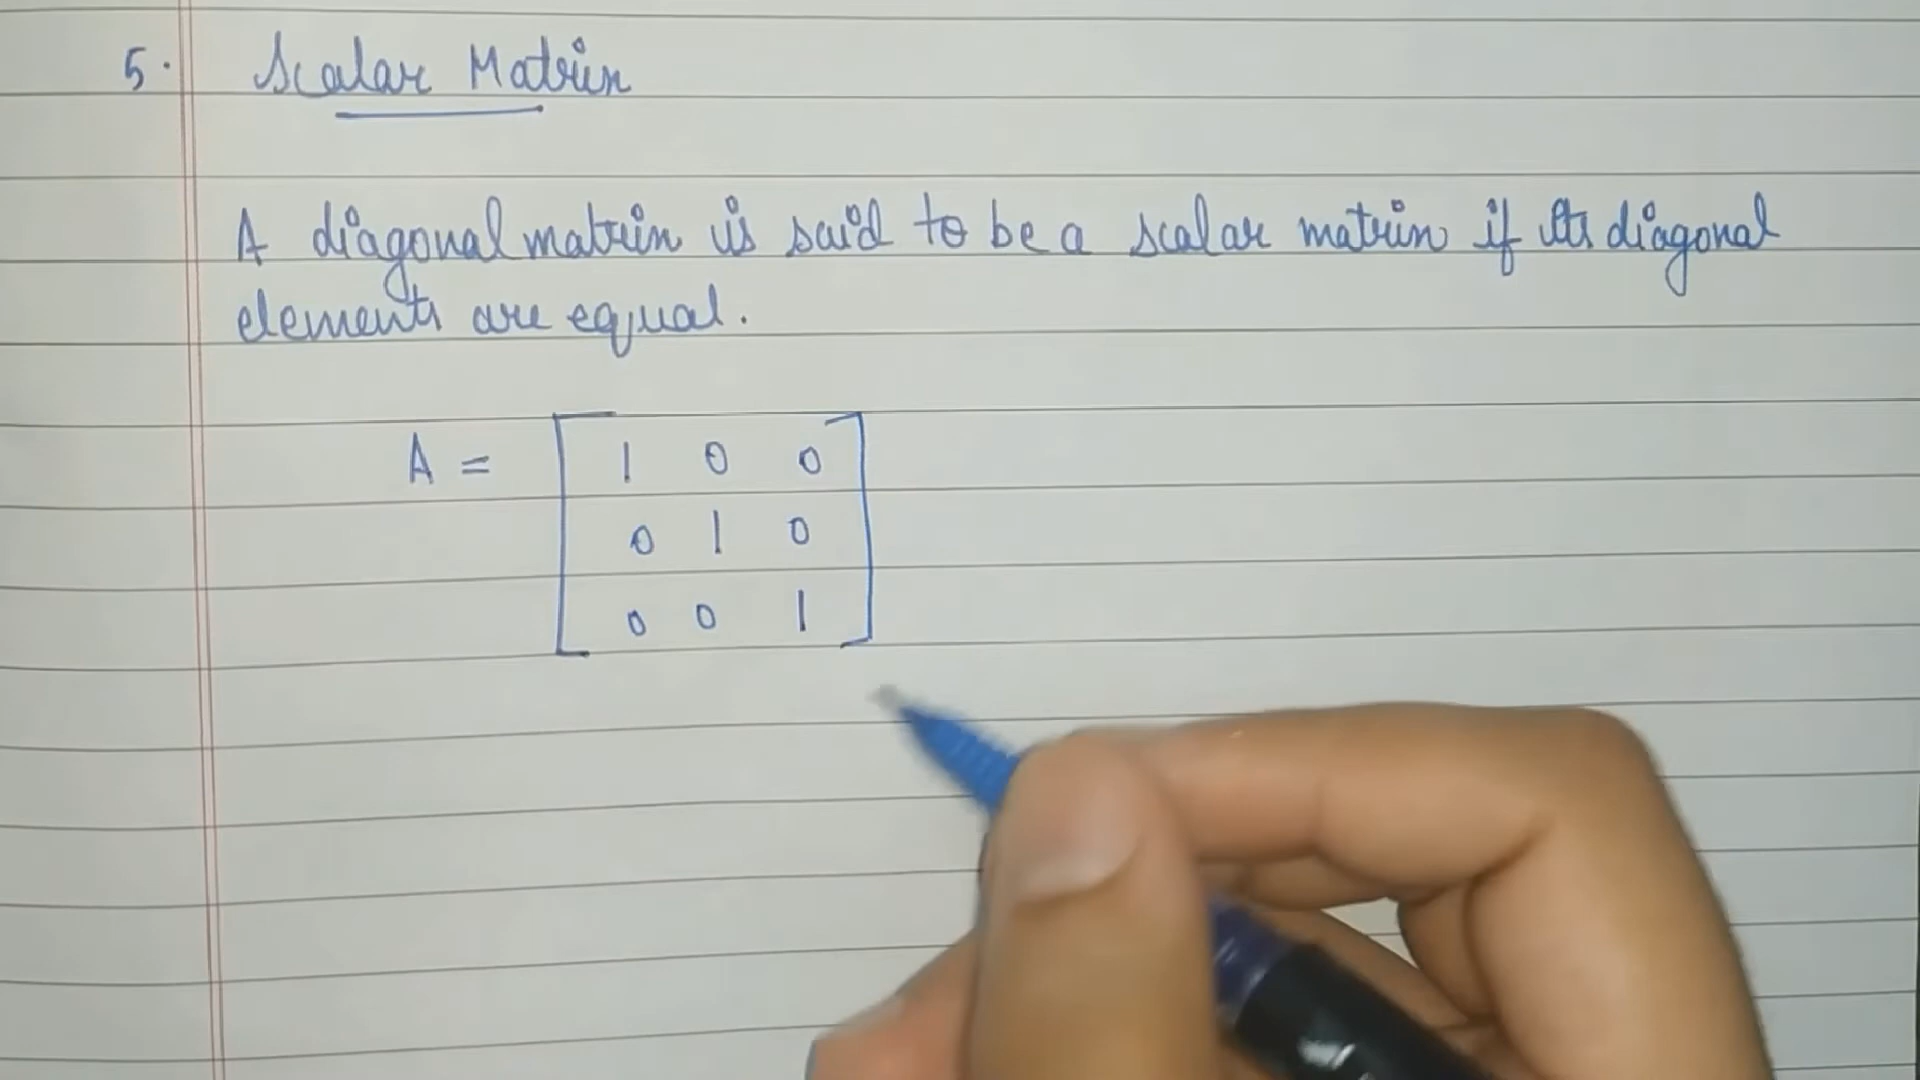 5. Scalar Matrix
A diagonal matrix is said to be a scalar matrix if its diagonal
elements are equal.
A = [ 1 0 0
0 1 0
0 0 1 ]